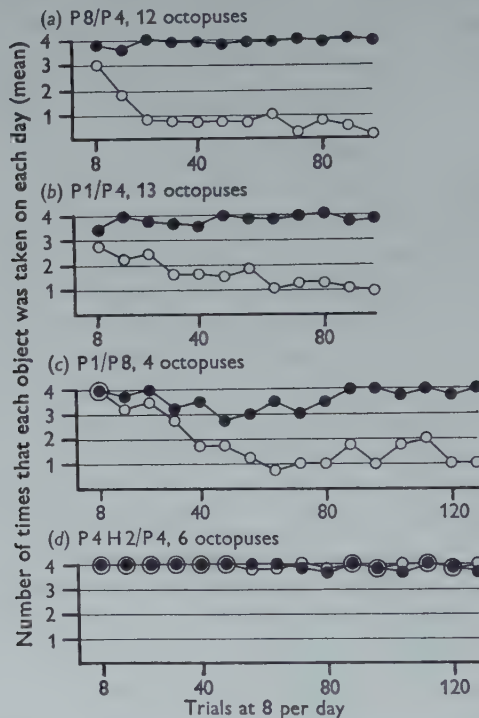 (a) P8/P4, 12 octopuses
4
3
2
1
8 40 80
(b) P1/P4, 13 octopuses
4
3
2
1
8 40 80
(c) P1/P8, 4 octopuses
4
3
2
1
8 40 80 120
(d) P4 H2/P4, 6 octopuses
4
3
2
1
8 40 80 120
Trials at 8 per day
Number of times that each object was taken on each day (mean)